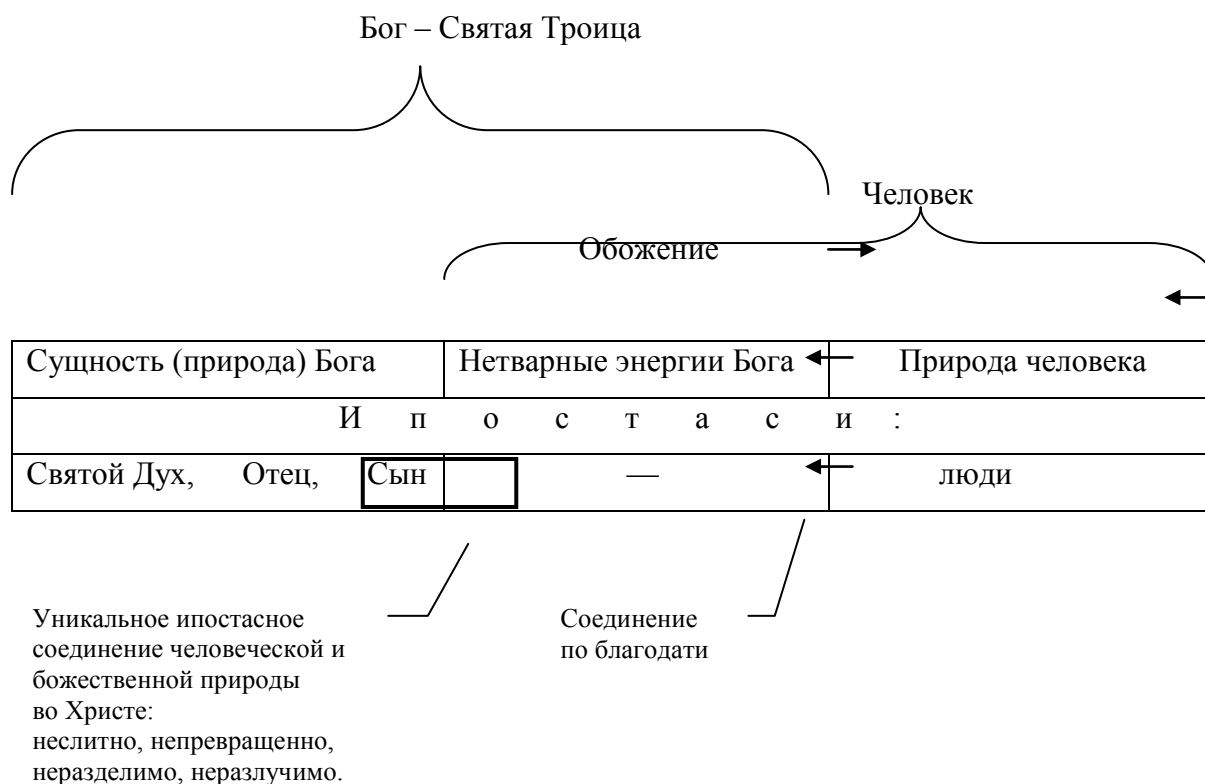 Бог – Святая Троица
Человек
Обожение
Сущность (природа) Бога Нетварные энергии Бога Природа человека
И п о с т а с и :
Святой Дух, Отец, Сын — люди
Уникальное ипостасное
соединение человеческой и
божественной природы
во Христе:
неслитно, непревращенно,
неразделимо, неразлучимо.
Соединение
по благодати